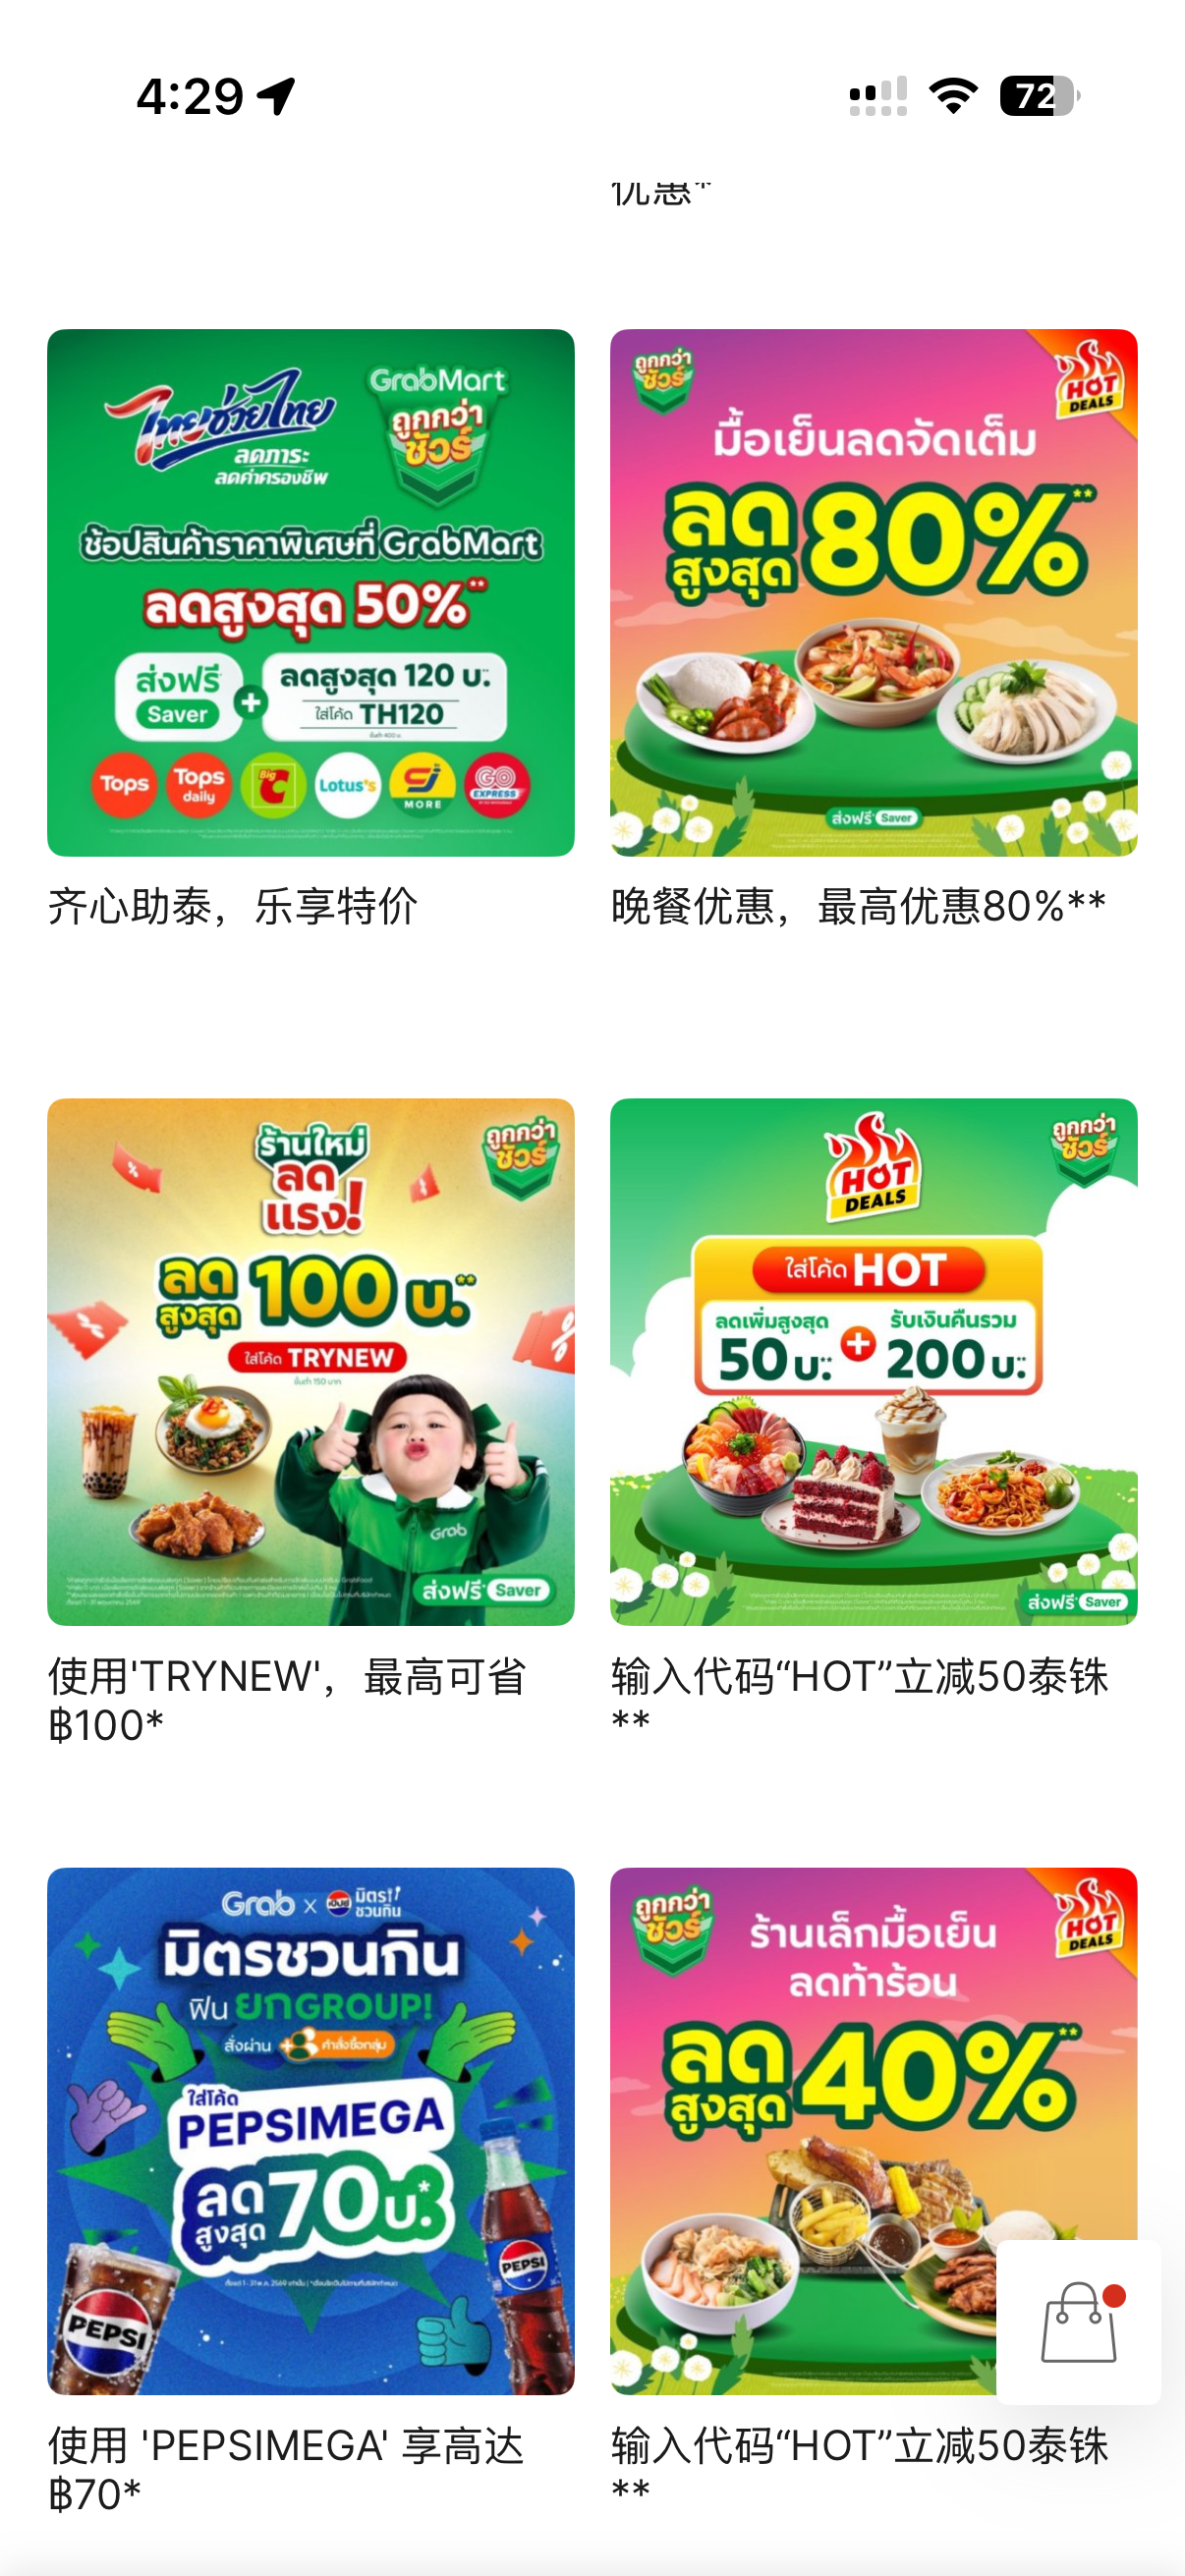 4:29
72
优惠*
ไทยช่วยไทย
ลดภาระ
ลดค่าครองชีพ
GrabMart
ถูกกว่า
ชัวร์
ช้อปสินค้าราคาพิเศษที่ GrabMart
ลดสูงสุด 50%**
ส่งฟรี
Saver
ลดสูงสุด 120 บ.
ใส่โค้ด TH120
Tops
Tops
daily
Big
C
Lotus's
CJ
MORE
GO
EXPRESS
齐心助泰，乐享特价
ถูกกว่า
ชัวร์
HOT
DEALS
มื้อเย็นลดจัดเต็ม
ลด
สูงสุด
80%**
ส่งฟรี* Saver
晚餐优惠，最高优惠80%**
ร้านใหม่
ลด
แรง!
ถูกกว่า
ชัวร์
ลด
สูงสุด
100 บ.**
ใส่โค้ด TRYNEW
ขั้นต่ำ 150 บาท
Grab
ส่งฟรี* Saver
使用'TRYNEW'，最高可省
฿100*
HOT
DEALS
ถูกกว่า
ชัวร์
ใส่โค้ด HOT
ลดเพิ่มสูงสุด
50 บ.**
รับเงินคืนรวม
200 บ.**
ส่งฟรี* Saver
输入代码“HOT”立减50泰铢
**
Grab x เป๊ปซี่ มิตร
ชวนกิน
มิตรชวนกิน
ฟิน ยกGROUP!
สั่งผ่าน คำสั่งซื้อกลุ่ม
ใส่โค้ด
PEPSIMEGA
ลด
สูงสุด
70บ.*
PEPSI
PEPSI
使用 'PEPSIMEGA' 享高达
฿70*
ถูกกว่า
ชัวร์
HOT
DEALS
ร้านเล็กมื้อเย็น
ลดท้าร้อน
ลด
สูงสุด
40%**
输入代码“HOT”立减50泰铢
**